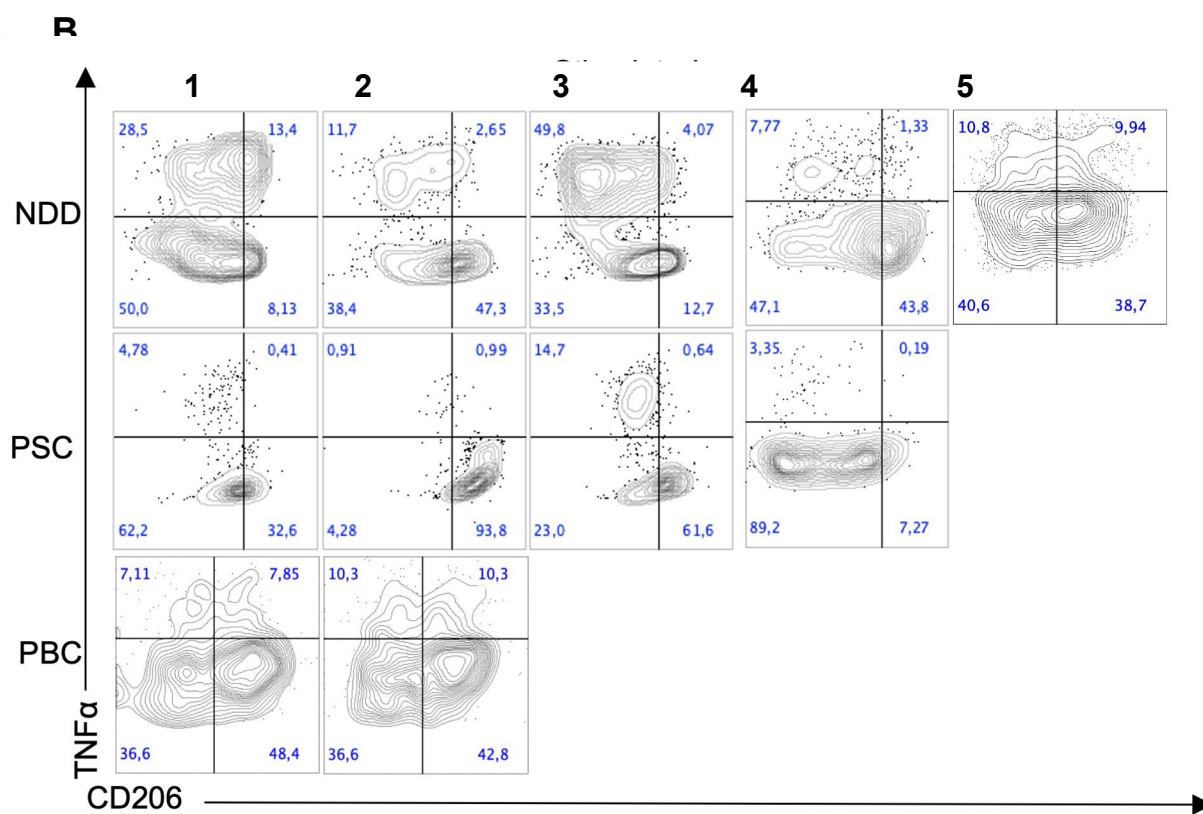 B
1 2 3 4 5
NDD
28,5 13,4 11,7 2,65 49,8 4,07 7,77 1,33 10,8 9,94
50,0 8,13 38,4 47,3 33,5 12,7 47,1 43,8 40,6 38,7
PSC
4,78 0,41 0,91 0,99 14,7 0,64 3,35 0,19
62,2 32,6 4,28 93,8 23,0 61,6 89,2 7,27
PBC
7,11 7,85 10,3 10,3
36,6 48,4 36,6 42,8
TNFα
CD206